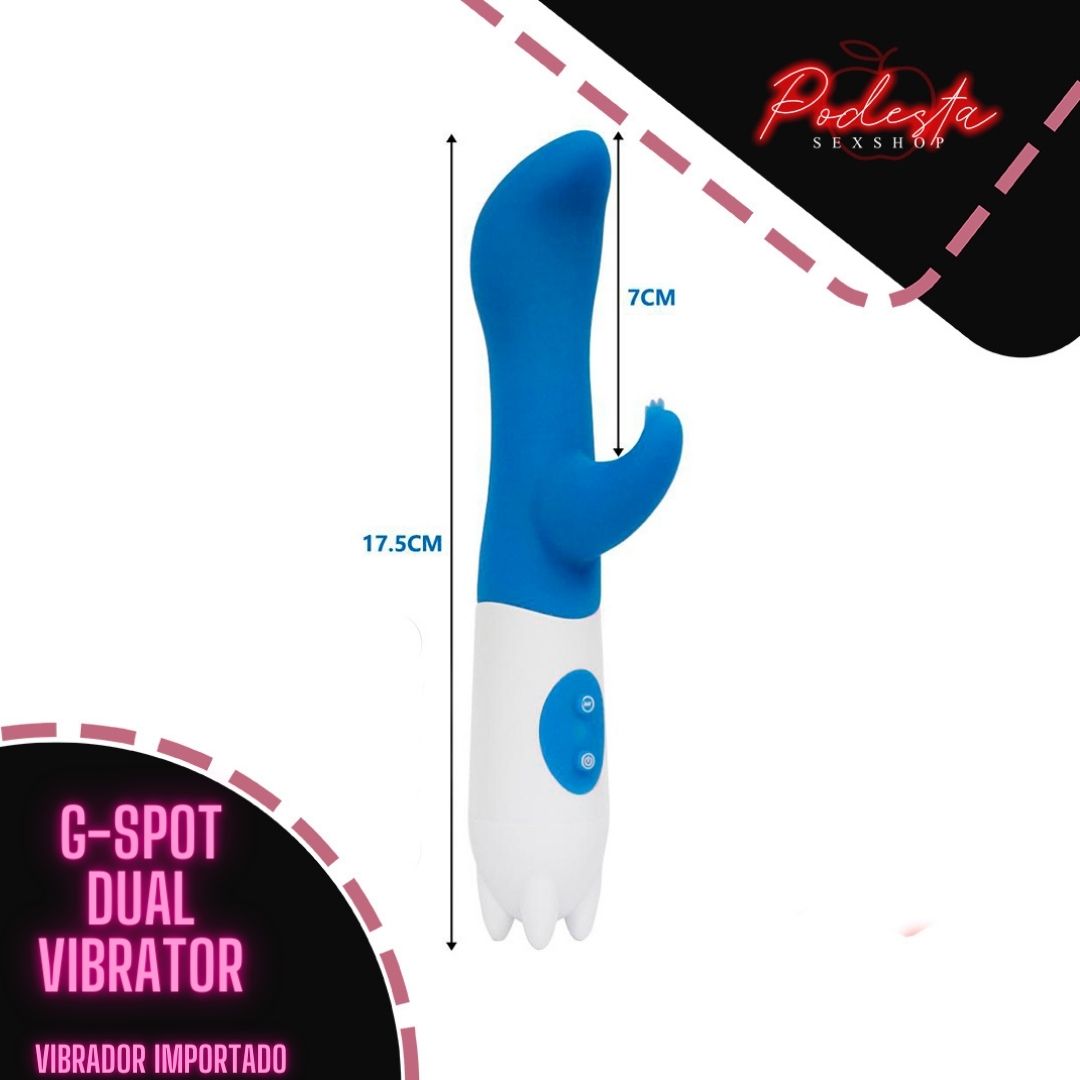 Podesta
SEXSHOP
7CM
17.5CM
G-SPOT
DUAL
VIBRATOR
VIBRADOR IMPORTADO